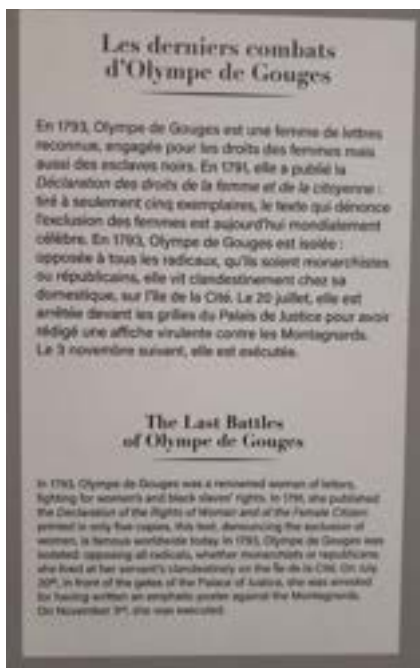 Les derniers combats
d'Olympe de Gouges
En 1793, Olympe de Gouges est une femme de lettres
reconnue, engagée pour les droits des femmes mais
aussi des esclaves noirs. En 1791, elle a publié la
Déclaration des droits de la femme et de la citoyenne :
tiré à seulement cinq exemplaires, le texte qui dénonce
l'exclusion des femmes est aujourd'hui mondialement
célèbre. En 1793, Olympe de Gouges est isolée :
opposée à tous les radicaux, qu'ils soient monarchistes
ou républicains, elle vit clandestinement chez sa
domestique, sur l'île de la Cité. Le 20 juillet, elle est
arrêtée devant les grilles du Palais de Justice pour avoir
rédigé une affiche virulente contre les Montagnards.
Le 3 novembre suivant, elle est exécutée.
The Last Battles
of Olympe de Gouges
In 1793, Olympe de Gouges was a renowned woman of letters,
fighting for women's and black slaves' rights. In 1791, she published
the Declaration of the Rights of Woman and of the Female Citizen
printed in only five copies, this text, denouncing the exclusion of
women, is famous worldwide today. In 1793, Olympe de Gouges was
isolated: opposing all radicals, whether monarchists or republicans
she lived at her servant's clandestinely on the Île de la Cité. On July
20th, in front of the gates of the Palace of Justice, she was arrested
for having written an emphatic poster against the Montagnards.
On November 3rd, she was executed.